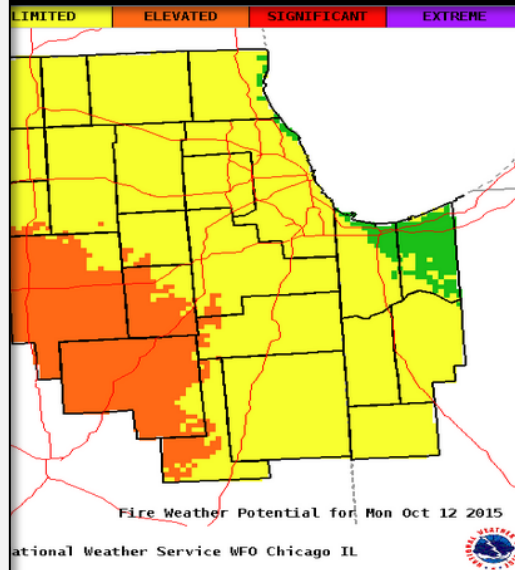 LIMITED ELEVATED SIGNIFICANT EXTREME
Fire Weather Potential for Mon Oct 12 2015
ational Weather Service WFO Chicago IL